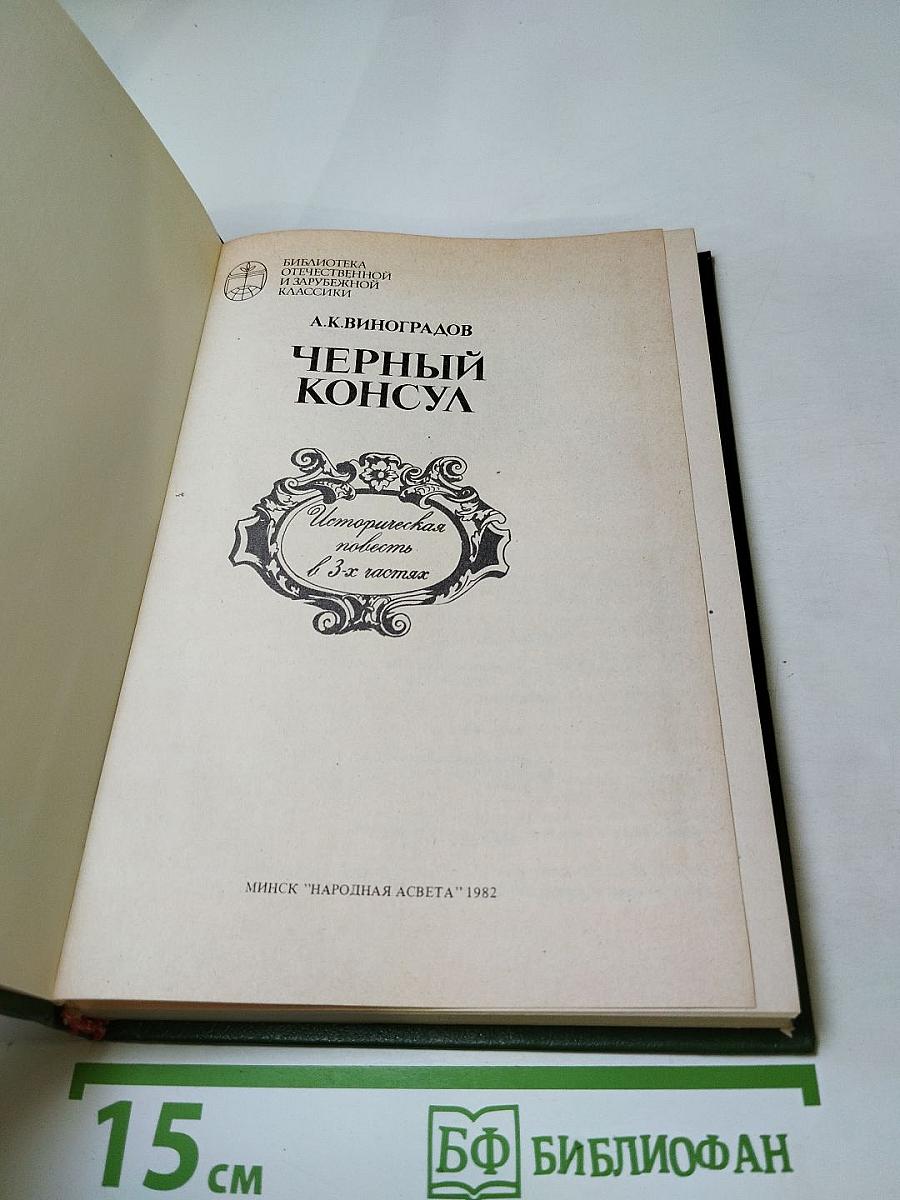 БИБЛИОТЕКА
ОТЕЧЕСТВЕННОЙ
И ЗАРУБЕЖНОЙ
КЛАССИКИ
А.К.ВИНОГРАДОВ
ЧЕРНЫЙ
КОНСУЛ
Историческая
повесть
в 3-х частях
МИНСК "НАРОДНАЯ АСВЕТА" 1982
15 см
БФ БИБЛИОФАН